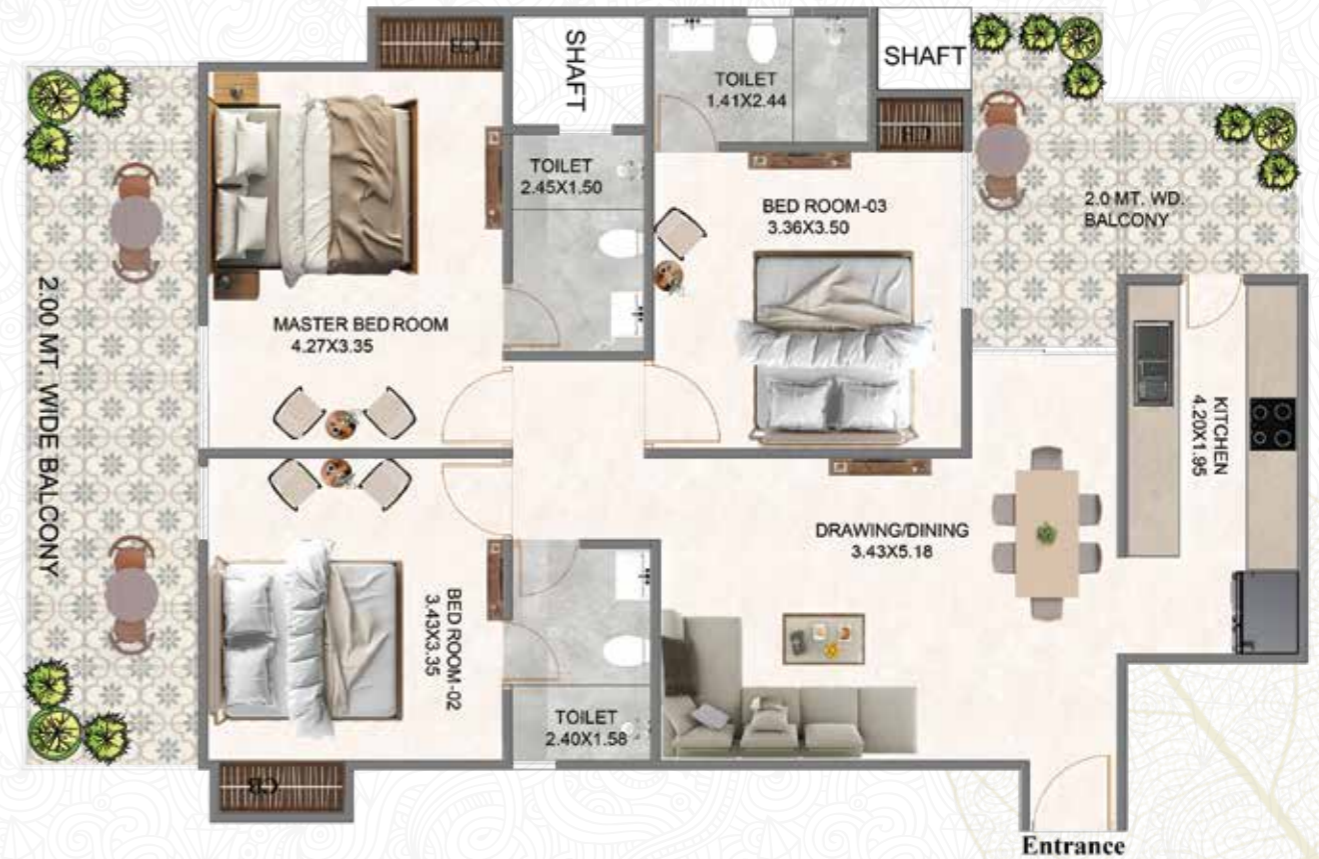 CB
SHAFT
TOILET
1.41X2.44
SHAFT
CB
TOILET
2.45X1.50
BED ROOM-03
3.36X3.50
2.0 MT. WD.
BALCONY
2.00 MT. WIDE BALCONY
MASTER BED ROOM
4.27X3.35
KITCHEN
4.20X1.95
DRAWING/DINING
3.43X5.18
BED ROOM-02
3.43X3.35
TOILET
2.40X1.58
CB
Entrance